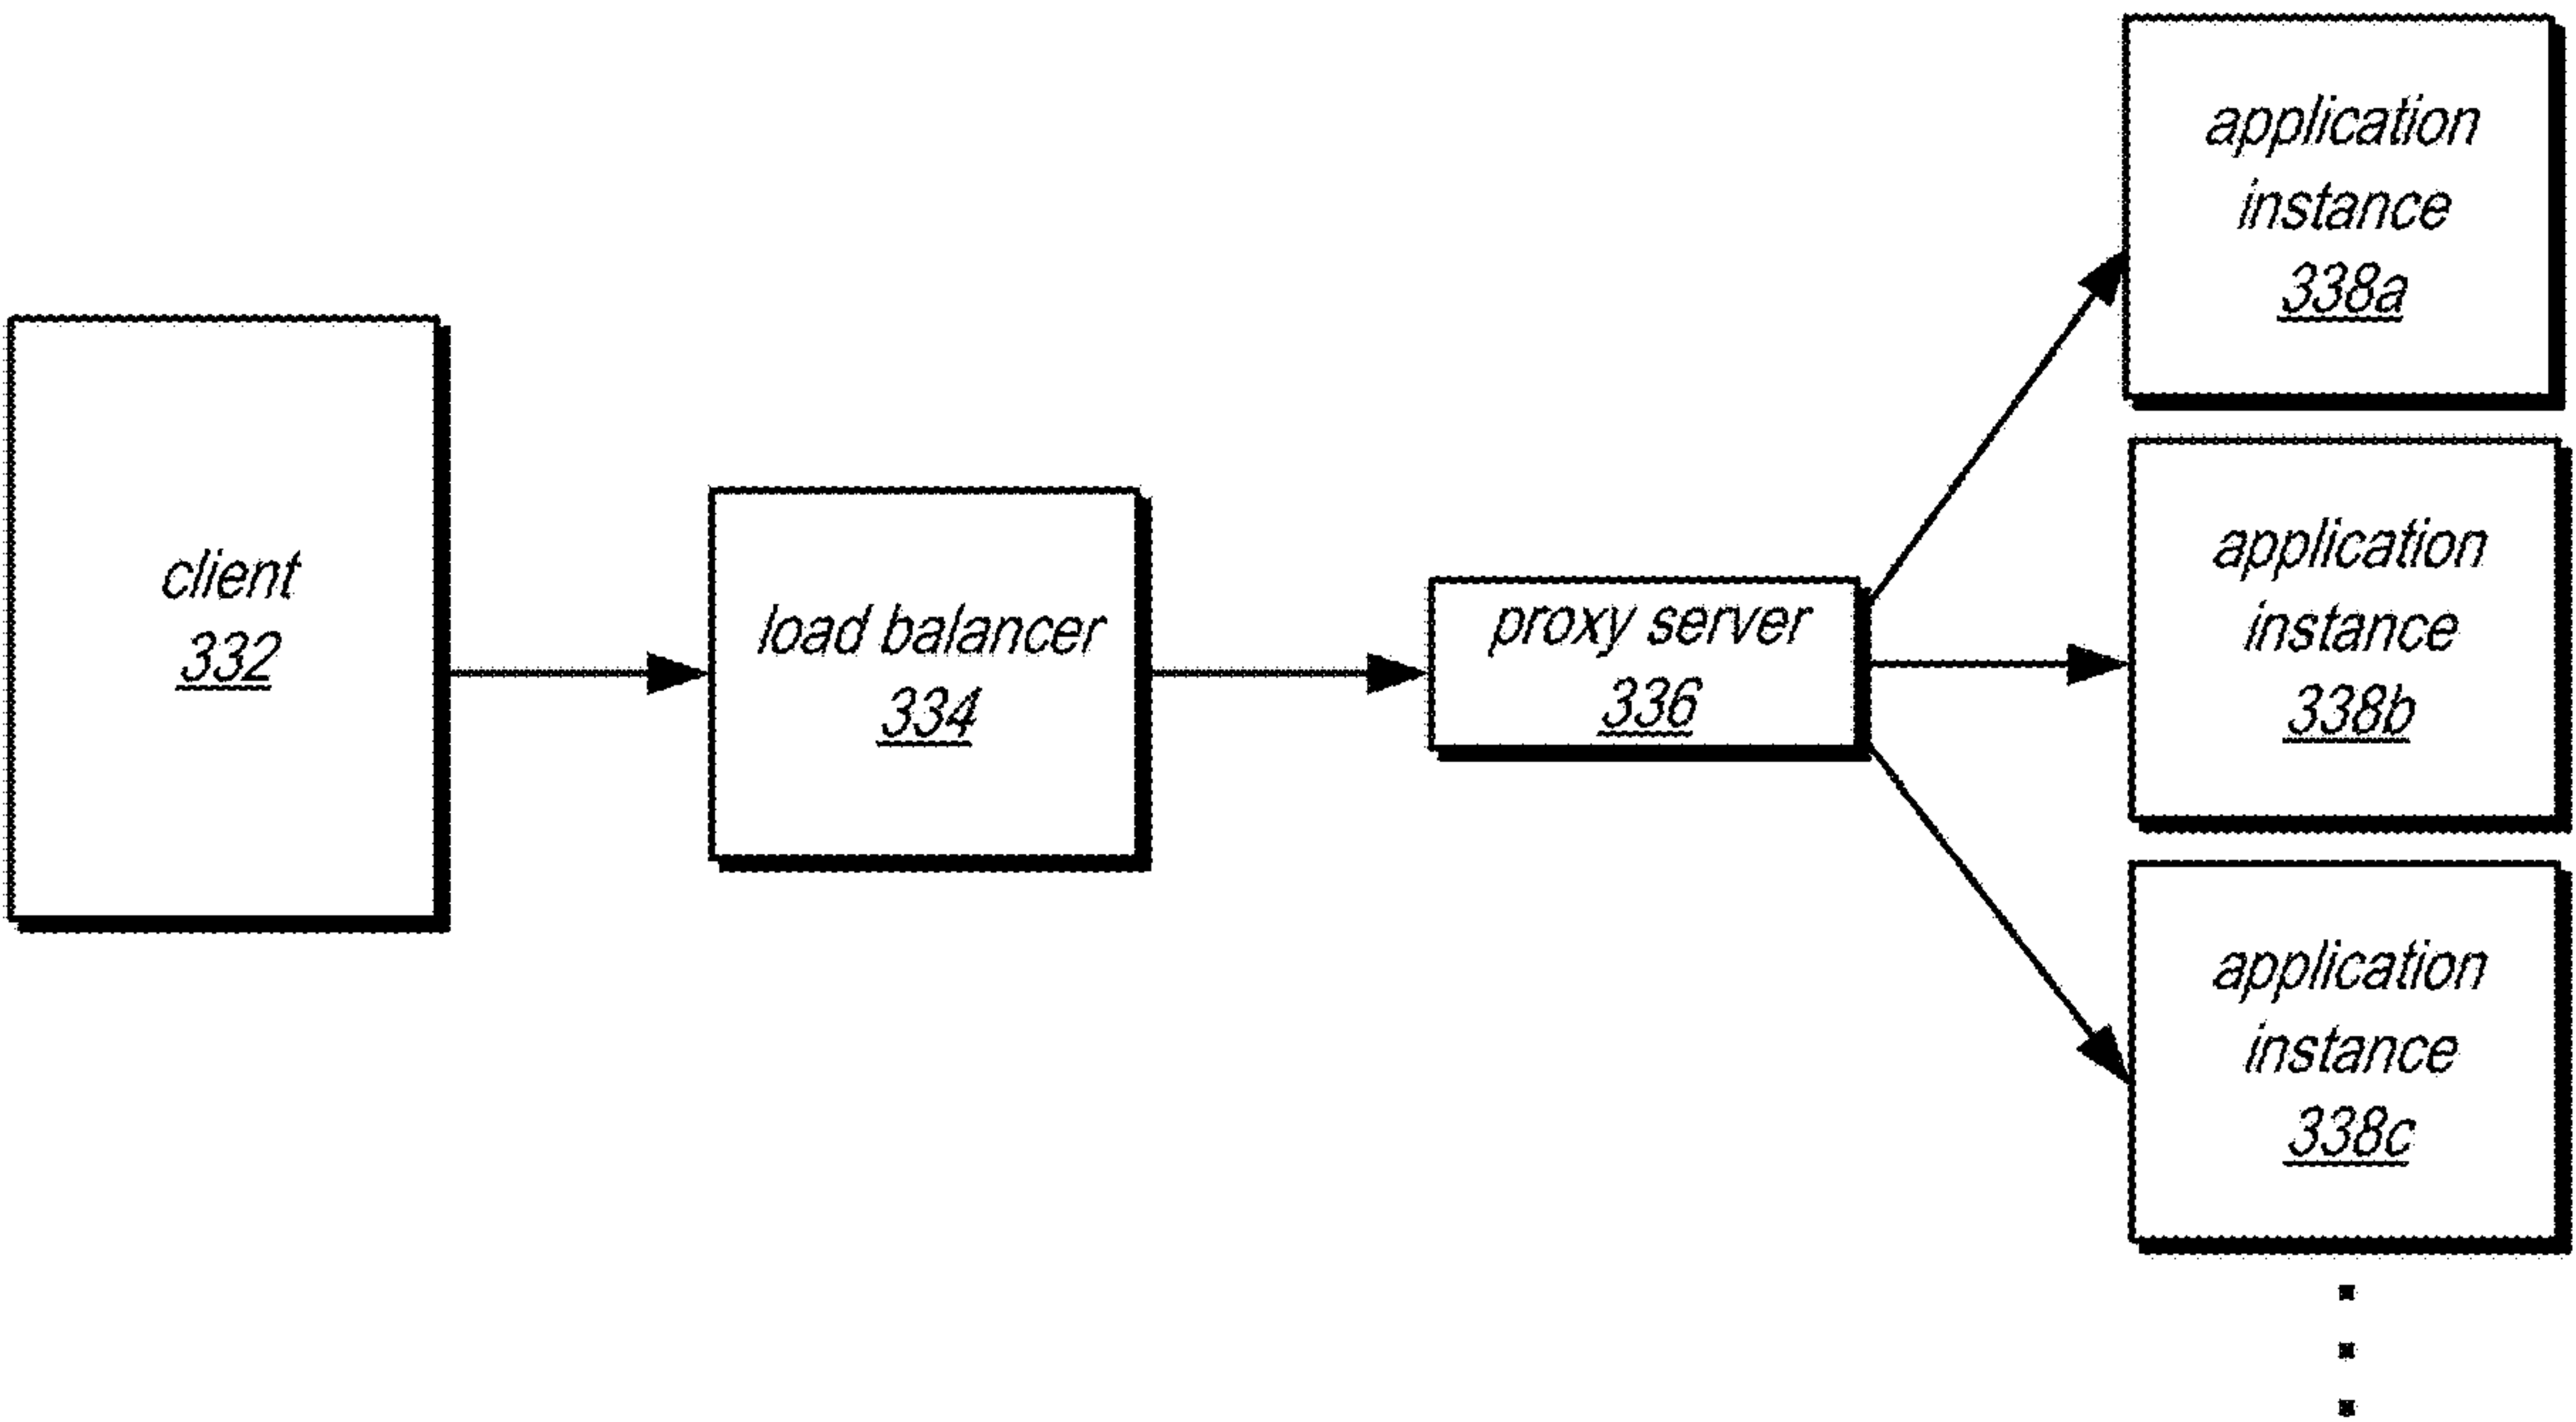 client
332
load balancer
334
proxy server
336
application
instance
338a
application
instance
338b
application
instance
338c